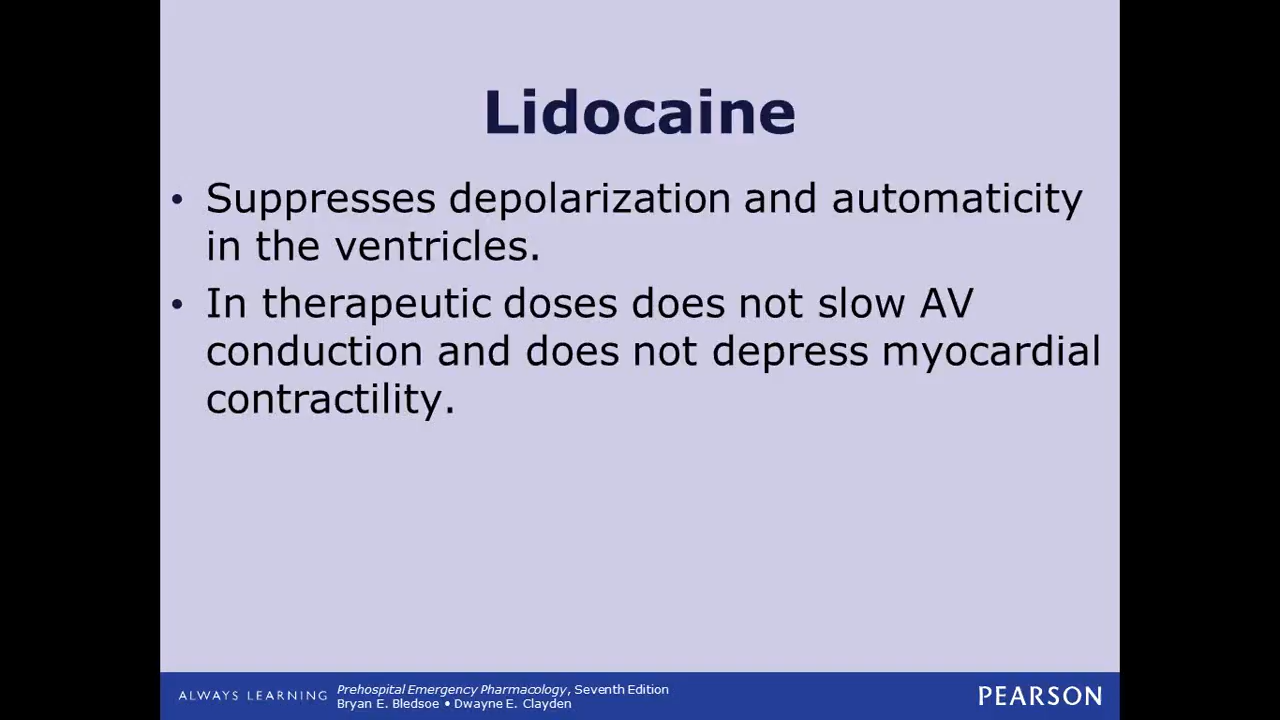 Lidocaine
• Suppresses depolarization and automaticity
in the ventricles.
• In therapeutic doses does not slow AV
conduction and does not depress myocardial
contractility.
ALWAYS LEARNING
Prehospital Emergency Pharmacology, Seventh Edition
Bryan E. Bledsoe • Dwayne E. Clayden
PEARSON